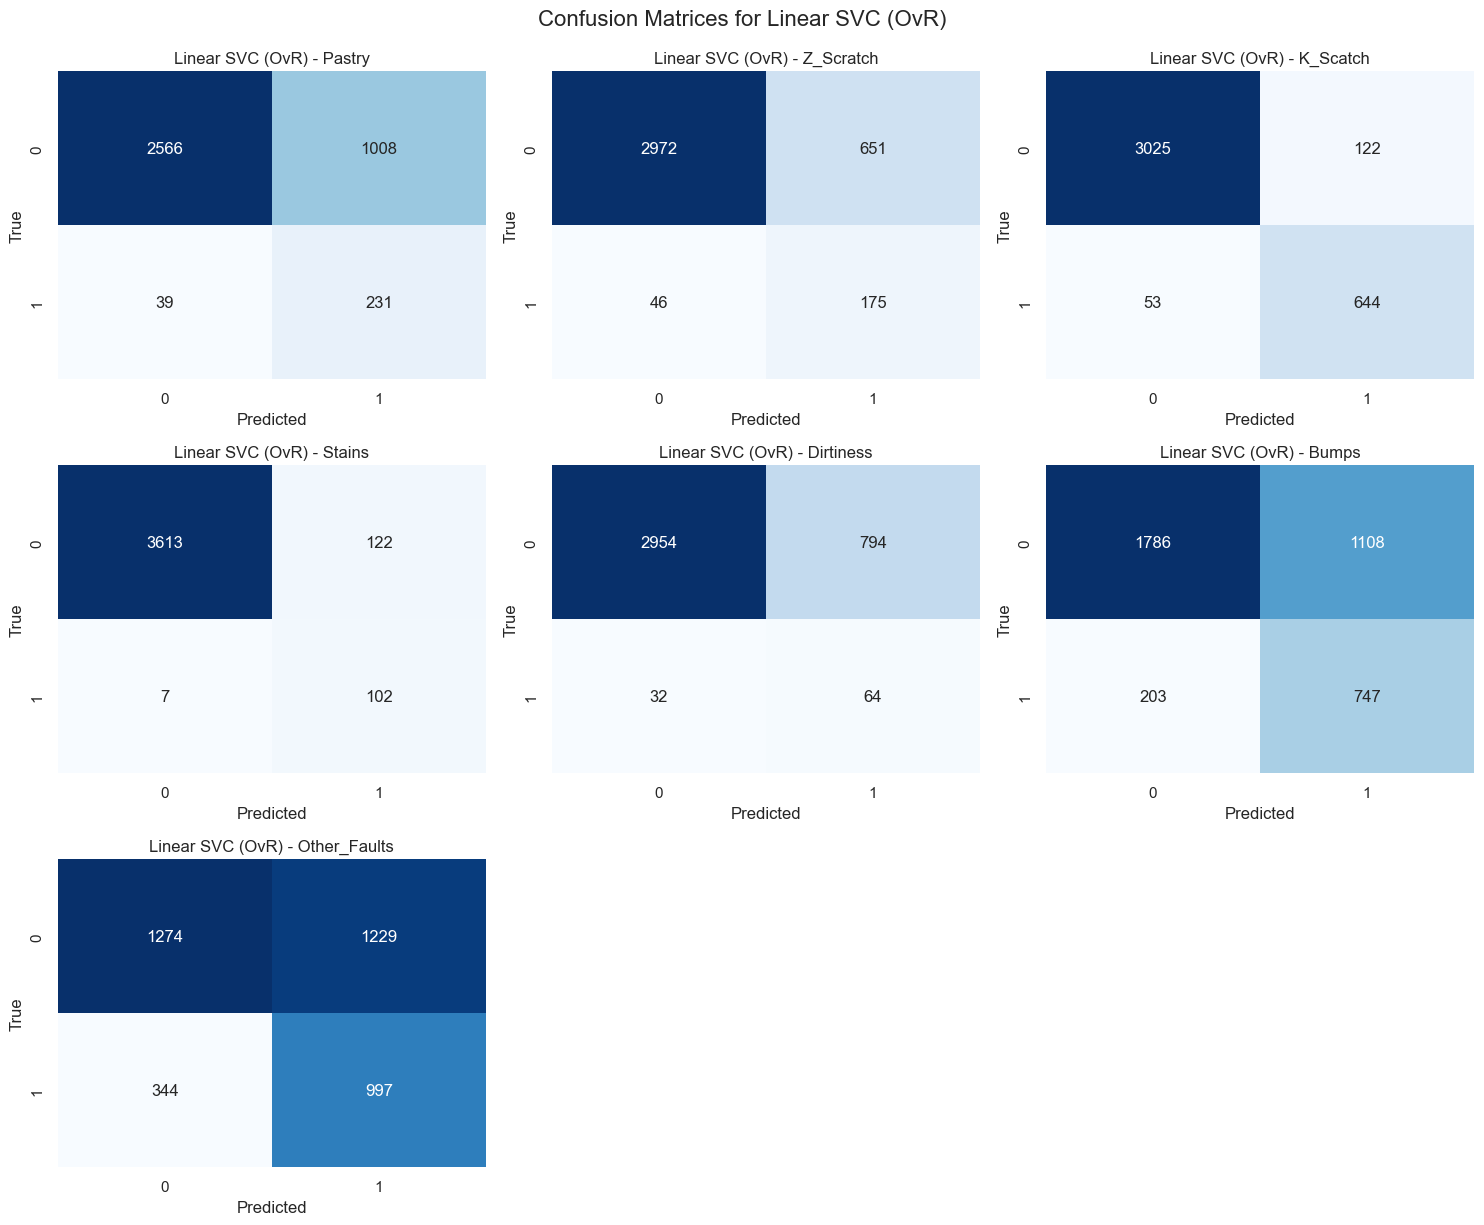 Confusion Matrices for Linear SVC (OvR)
Linear SVC (OvR) - Pastry
2566 1008
39 231
0
1
True
0 1
Predicted
Linear SVC (OvR) - Z_Scratch
2972 651
46 175
0
1
True
0 1
Predicted
Linear SVC (OvR) - K_Scatch
3025 122
53 644
0
1
True
0 1
Predicted
Linear SVC (OvR) - Stains
3613 122
7 102
0
1
True
0 1
Predicted
Linear SVC (OvR) - Dirtiness
2954 794
32 64
0
1
True
0 1
Predicted
Linear SVC (OvR) - Bumps
1786 1108
203 747
0
1
True
0 1
Predicted
Linear SVC (OvR) - Other_Faults
1274 1229
344 997
0
1
True
0 1
Predicted